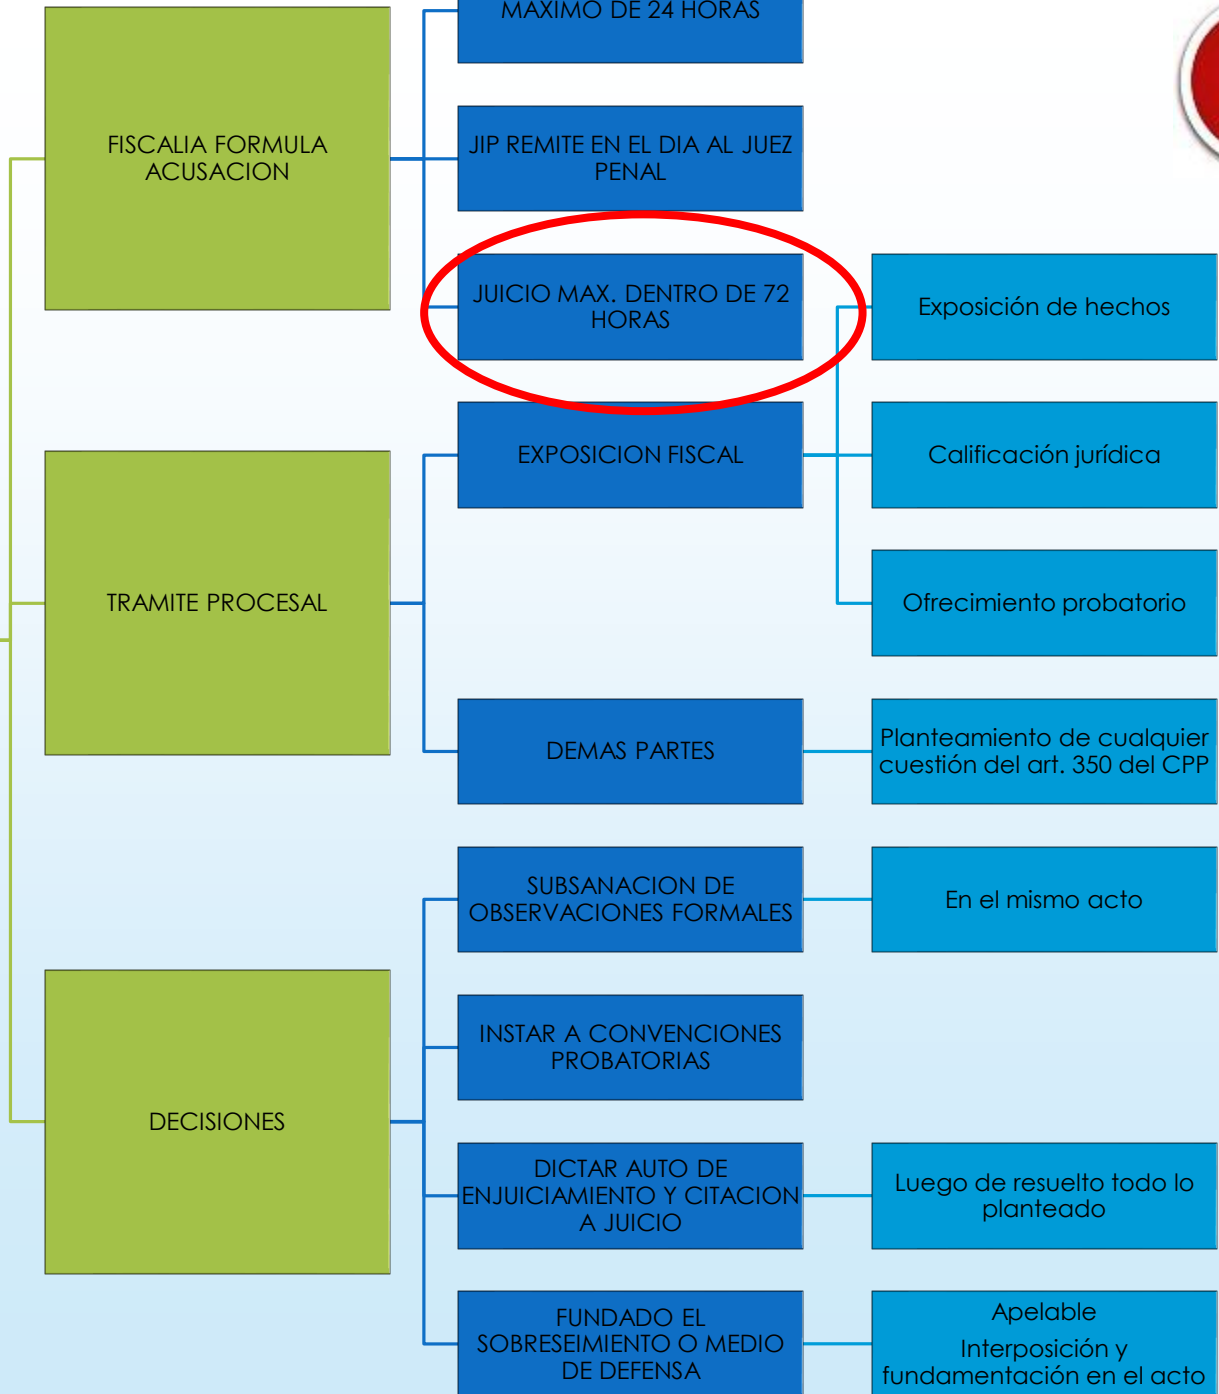 MAXIMO DE 24 HORAS
FISCALIA FORMULA
ACUSACION
JIP REMITE EN EL DIA AL JUEZ
PENAL
JUICIO MAX. DENTRO DE 72
HORAS
Exposición de hechos
EXPOSICION FISCAL
Calificación jurídica
TRAMITE PROCESAL
Ofrecimiento probatorio
DEMAS PARTES
Planteamiento de cualquier
cuestión del art. 350 del CPP
SUBSANACION DE
OBSERVACIONES FORMALES
En el mismo acto
INSTAR A CONVENCIONES
PROBATORIAS
DECISIONES
DICTAR AUTO DE
ENJUICIAMIENTO Y CITACION
A JUICIO
Luego de resuelto todo lo
planteado
FUNDADO EL
SOBRESEIMIENTO O MEDIO
DE DEFENSA
Apelable
Interposición y
fundamentación en el acto